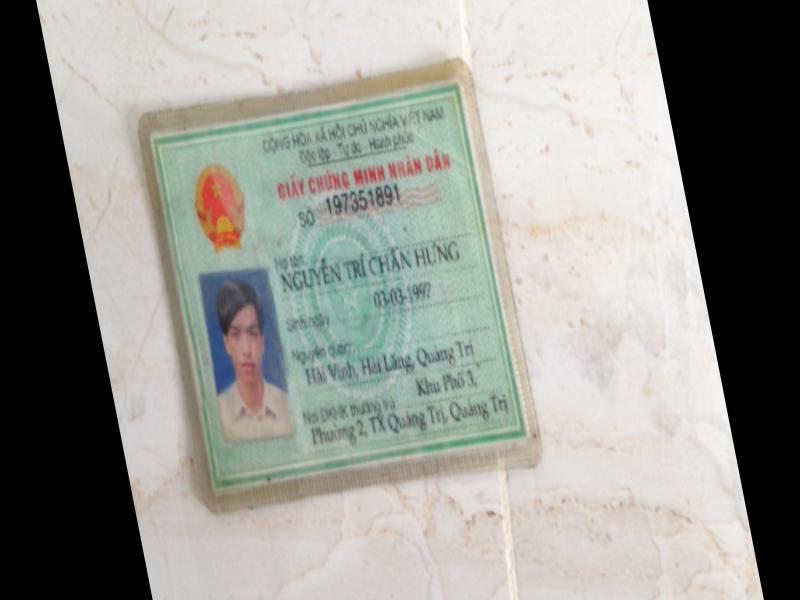 CỘNG HÒA XÃ HỘI CHỦ NGHĨA VIỆT NAM
Độc lập - Tự do - Hạnh phúc
GIẤY CHỨNG MINH NHÂN DÂN
SỐ 197351891
Họ tên
NGUYỄN TRÍ CHẤN HƯNG
Sinh ngày 03-03-1997
Nguyên quán
Hải Vĩnh, Hải Lăng, Quảng Trị
Nơi ĐKHK thường trú Khu Phố 3,
Phường 2, TX Quảng Trị, Quảng Trị